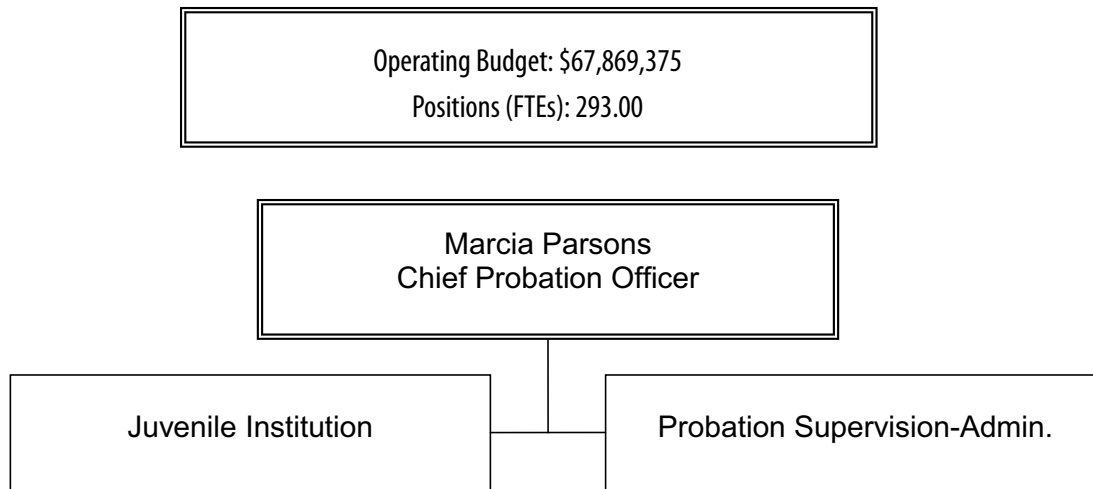 Operating Budget: $67,869,375
Positions (FTEs): 293.00
Marcia Parsons
Chief Probation Officer
Juvenile Institution
Probation Supervision-Admin.